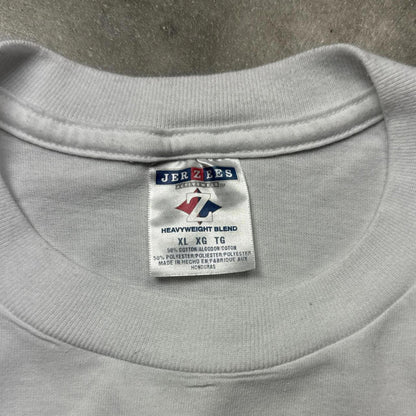 JERZEES
ACTIVEWEAR
Z
HEAVYWEIGHT BLEND
XL XG TG
50% COTTON/ALGODON/COTON
50% POLYESTER/POLIESTER/POLYESTER
MADE IN HECHO EN FABRIQUE AUX
HONDURAS